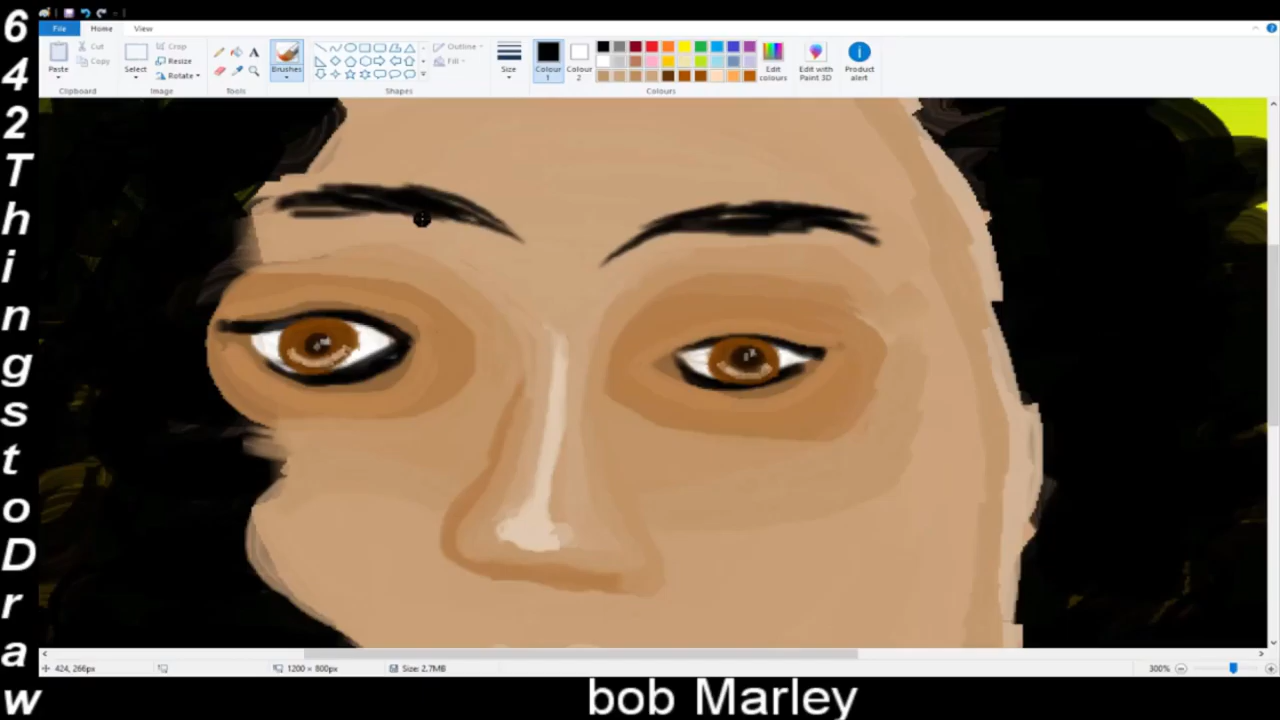 642ThingstoDraw
File Home View
Paste
Cut
Copy
Clipboard
Select
Crop
Resize
Rotate
Image
A
Tools
Brushes
Outline
Fill
Shapes
Size
Colour 1
Colour 2
Edit colours
Colours
Edit with Paint 3D
Product alert
424, 266px
1200 × 800px
Size: 2.7MB
300%
bob Marley